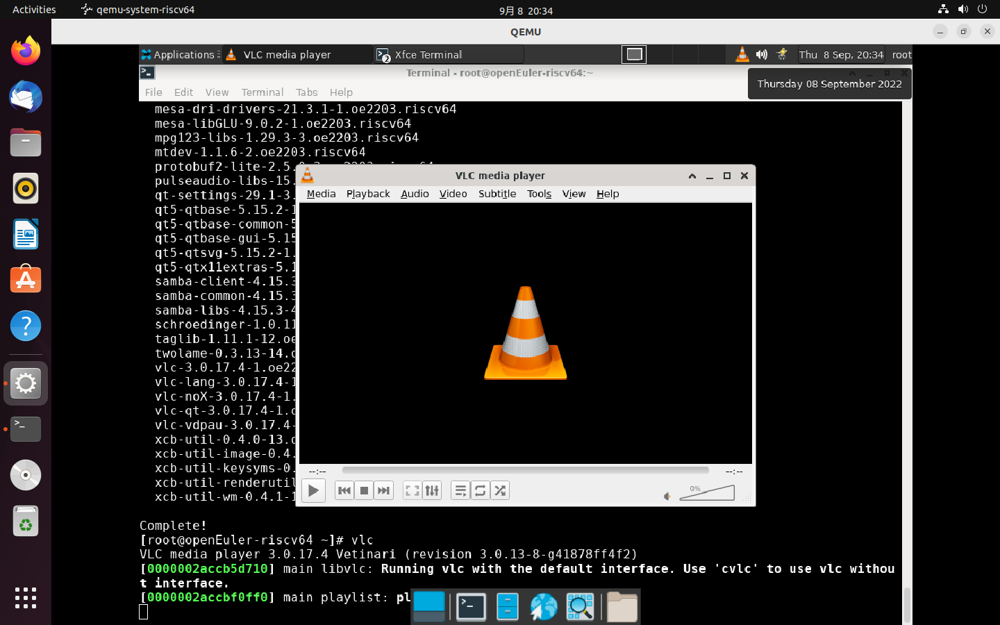 Activities
qemu-system-riscv64
9月 8 20:34
QEMU
Applications
VLC media player
2
Xfce Terminal
Thu 8 Sep, 20:34
root
Terminal - root@openEuler-riscv64:~
Thursday 08 September 2022
File Edit View Terminal Tabs Help
mesa-dri-drivers-21.3.1-1.oe2203.riscv64
mesa-libGLU-9.0.2-1.oe2203.riscv64
mpg123-libs-1.29.3-3.oe2203.riscv64
mtdev-1.1.6-2.oe2203.riscv64
protobuf2-lite-2.5.
pulseaudio-libs-15.
qt-settings-29.1-3.
qt5-qtbase-5.15.2-1
qt5-qtbase-common-5
qt5-qtbase-gui-5.15
qt5-qtsvg-5.15.2-1.
qt5-qtx11extras-5.1
samba-client-4.15.3
samba-common-4.15.3
samba-libs-4.15.3-4
schroedinger-1.0.11
taglib-1.11.1-12.oe
twolame-0.3.13-14.o
vlc-3.0.17.4-1.oe22
vlc-lang-3.0.17.4-1
vlc-noX-3.0.17.4-1.
vlc-qt-3.0.17.4-1.o
vlc-vdpau-3.0.17.4-
xcb-util-0.4.0-13.o
xcb-util-image-0.4.
xcb-util-keysyms-0.
xcb-util-renderutil
xcb-util-wm-0.4.1-1
VLC media player
Media Playback Audio Video Subtitle Tools View Help
--:-- --:--
0%
Complete!
[root@openEuler-riscv64 ~]# vlc
VLC media player 3.0.17.4 Vetinari (revision 3.0.13-8-g41878ff4f2)
[0000002accb5d710] main libvlc: Running vlc with the default interface. Use 'cvlc' to use vlc withou
t interface.
[0000002accbf0ff0] main playlist: pl